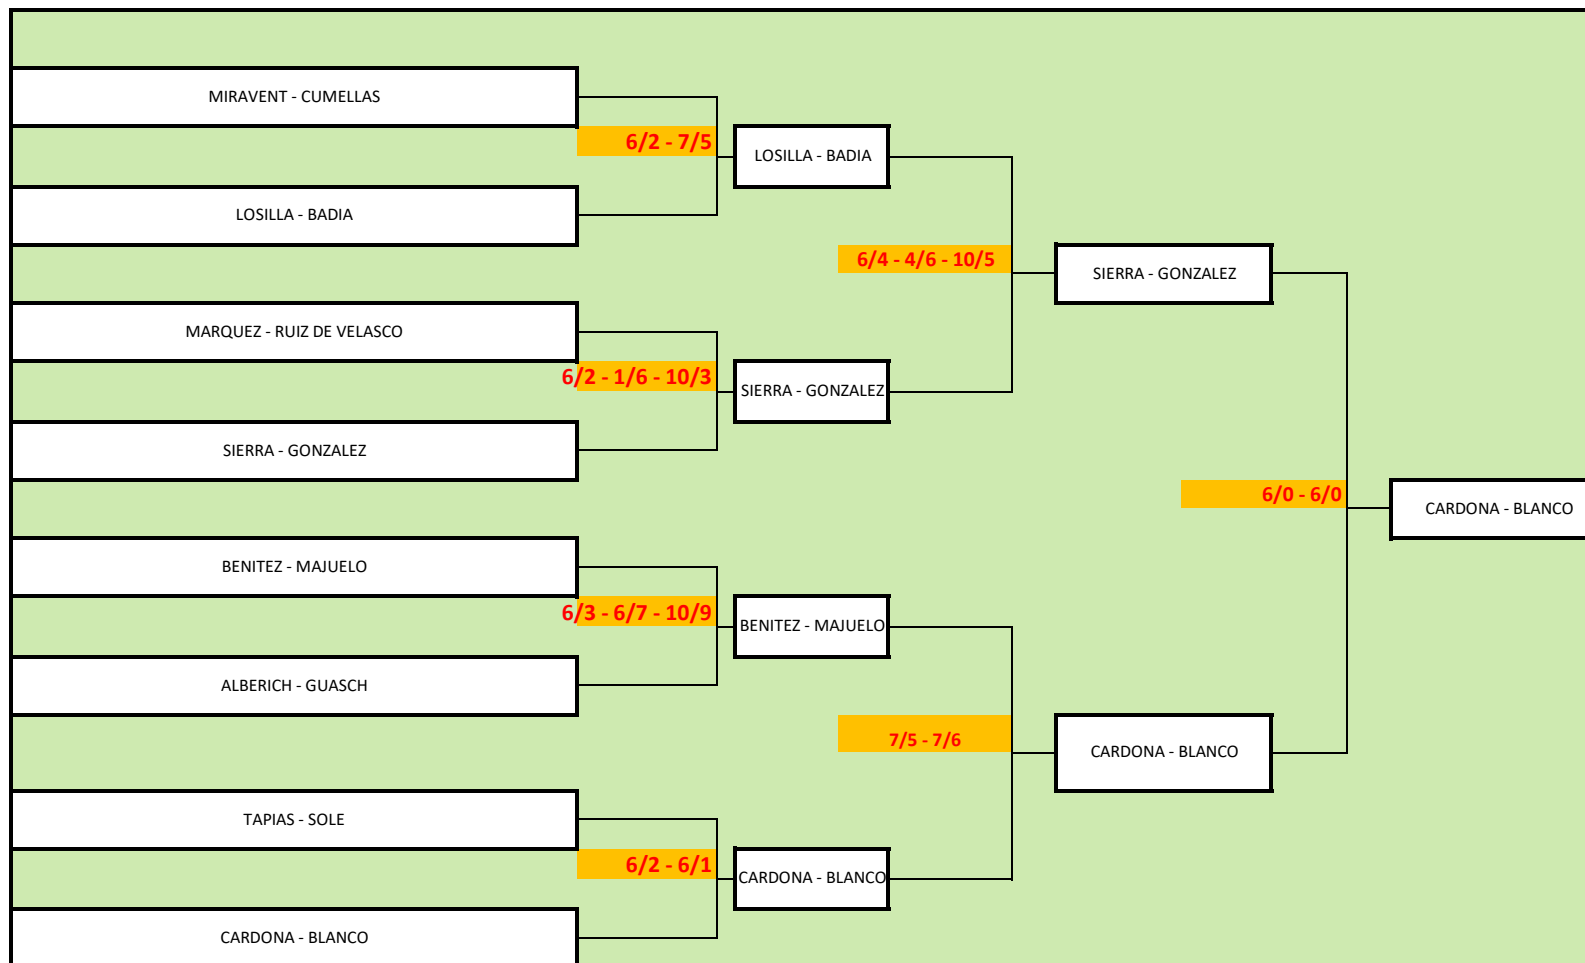 MIRAVENT - CUMELLAS
6/2 - 7/5
LOSILLA - BADIA
LOSILLA - BADIA
6/4 - 4/6 - 10/5
SIERRA - GONZALEZ
MARQUEZ - RUIZ DE VELASCO
6/2 - 1/6 - 10/3
SIERRA - GONZALEZ
SIERRA - GONZALEZ
6/0 - 6/0
CARDONA - BLANCO
BENITEZ - MAJUELO
6/3 - 6/7 - 10/9
BENITEZ - MAJUELO
ALBERICH - GUASCH
7/5 - 7/6
CARDONA - BLANCO
TAPIAS - SOLE
6/2 - 6/1
CARDONA - BLANCO
CARDONA - BLANCO